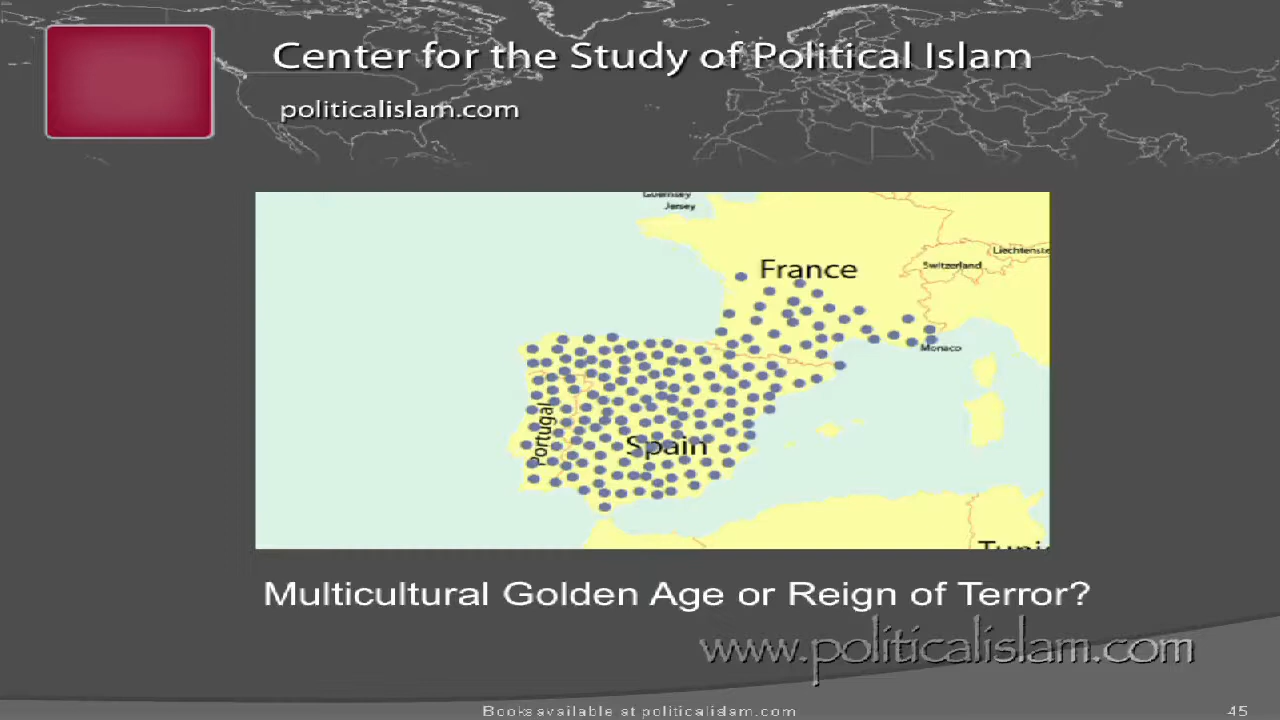 Center for the Study of Political Islam
politicalislam.com
Guernsey
Jersey
Liechtenste
Switzerland
France
Monaco
Portugal
Spain
Tuni
Multicultural Golden Age or Reign of Terror?
www.politicalislam.com
Books available at politicalislam.com
45